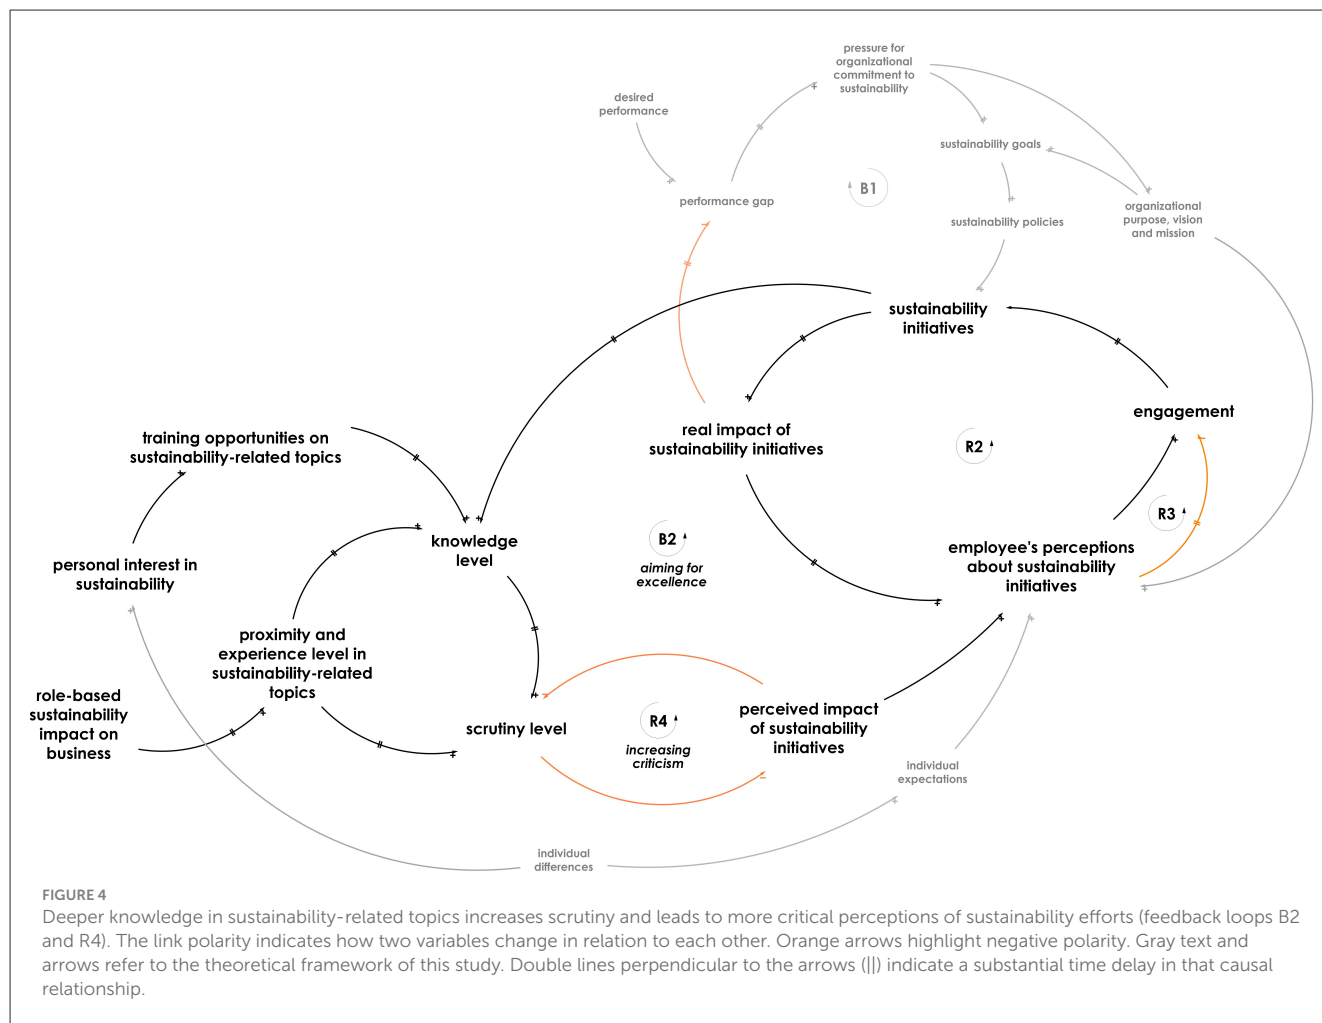 pressure for
organizational
commitment to
sustainability
desired
performance
sustainability goals
performance gap
B1
organizational
purpose, vision
and mission
sustainability policies
sustainability
initiatives
engagement
real impact of
sustainability initiatives
R2
training opportunities on
sustainability-related topics
R3
knowledge
level
B2
aiming for
excellence
employee's perceptions
about sustainability
initiatives
personal interest in
sustainability
proximity and
experience level in
sustainability-related
topics
role-based
sustainability
impact on
business
scrutiny level
R4
increasing
criticism
perceived impact
of sustainability
initiatives
individual
expectations
individual
differences
FIGURE 4
Deeper knowledge in sustainability-related topics increases scrutiny and leads to more critical perceptions of sustainability efforts (feedback loops B2
and R4). The link polarity indicates how two variables change in relation to each other. Orange arrows highlight negative polarity. Gray text and
arrows refer to the theoretical framework of this study. Double lines perpendicular to the arrows (||) indicate a substantial time delay in that causal
relationship.